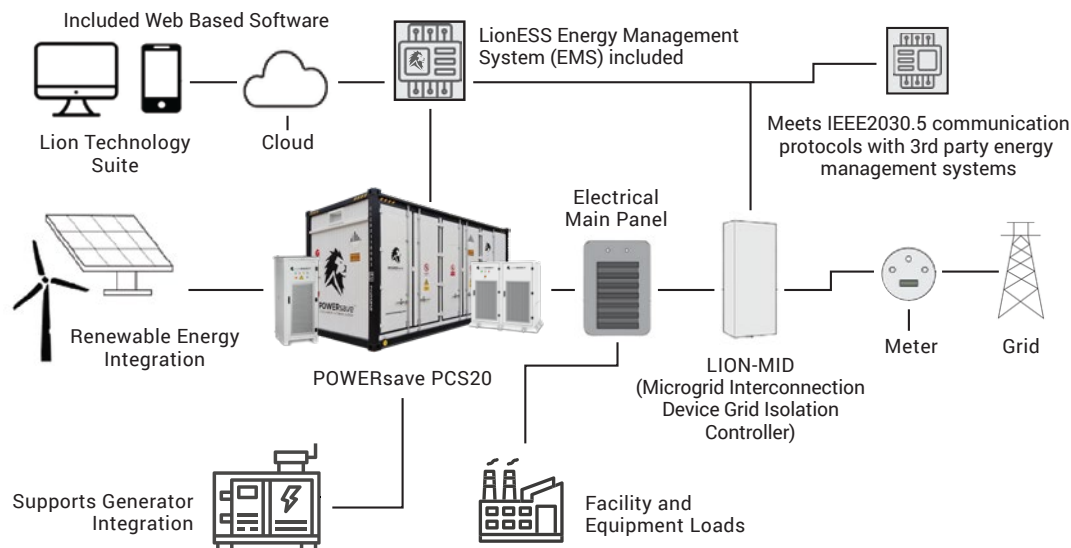 Included Web Based Software
LionESS Energy Management
System (EMS) included
Lion Technology
Suite
Cloud
Meets IEEE2030.5 communication
protocols with 3rd party energy
management systems
Electrical
Main Panel
POWERsave
Renewable Energy
Integration
POWERsave PCS20
LION-MID
(Microgrid Interconnection
Device Grid Isolation
Controller)
Meter
Grid
Supports Generator
Integration
Facility and
Equipment Loads